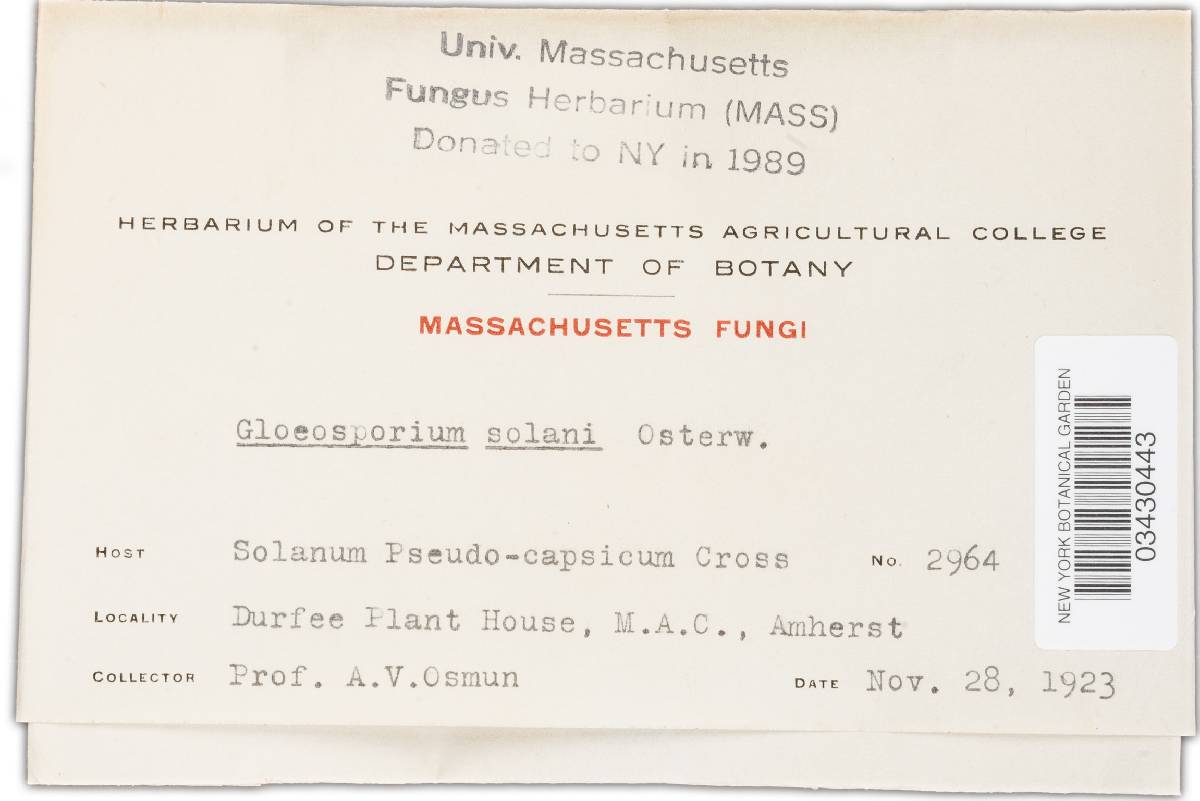 Univ. Massachusetts
Fungus Herbarium (MASS)
Donated to NY in 1989
HERBARIUM OF THE MASSACHUSETTS AGRICULTURAL COLLEGE
DEPARTMENT OF BOTANY
MASSACHUSETTS FUNGI
Gloeosporium solani Osterw.
HOST Solanum Pseudo-capsicum Cross No. 2964
LOCALITY Durfee Plant House, M.A.C., Amherst
COLLECTOR Prof. A.V.Osmun DATE Nov. 28, 1923
NEW YORK BOTANICAL GARDEN
03430443